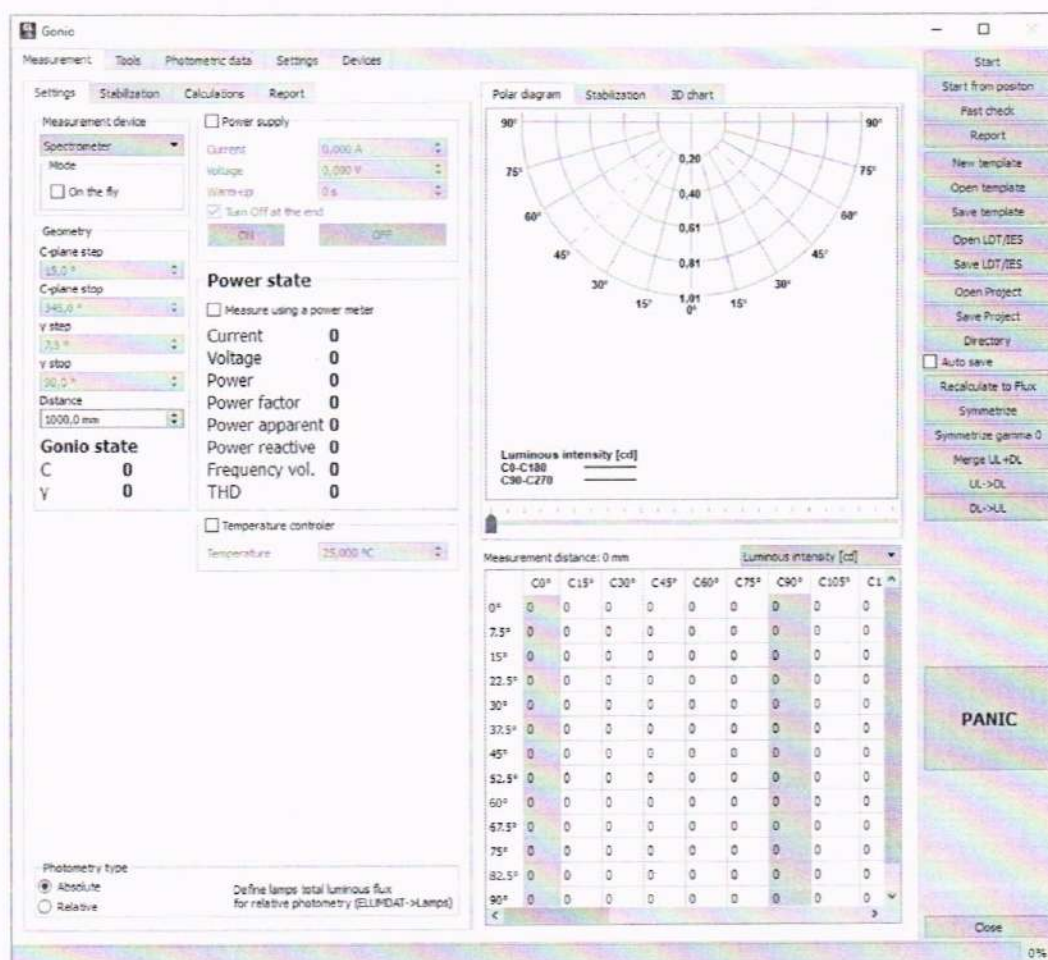 Gonio
Measurement Tools Photometric data Settings Devices
Settings Stabilization Calculations Report
Measurement device
Spectrometer
Mode
On the fly
Geometry
C-plane step
15,0 °
C-plane stop
345,0 °
γ step
7,5 °
γ stop
90,0 °
Distance
1000,0 mm
Gonio state
C 0
γ 0
Power supply
Current 0,000 A
Voltage 0,000 V
Warm-up 0 s
Turn Off at the end
ON OFF
Power state
Measure using a power meter
Current 0
Voltage 0
Power 0
Power factor 0
Power apparent 0
Power reactive 0
Frequency vol. 0
THD 0
Temperature controler
Temperature 25,000 °C
Photometry type
Absolute
Relative
Define lamps total luminous flux
for relative photometry (ELUMDAT->Lamps)
Polar diagram Stabilization 3D chart
90° 90°
75° 0,20 75°
0,40
60° 60°
0,61
45° 45°
0,81
30° 30°
15° 1,01 15°
0°
Luminous intensity [cd]
C0-C180
C90-C270
Measurement distance: 0 mm Luminous intensity [cd]
C0° C15° C30° C45° C60° C75° C90° C105° C1
0° 0 0 0 0 0 0 0 0 0
7.5° 0 0 0 0 0 0 0 0 0
15° 0 0 0 0 0 0 0 0 0
22.5° 0 0 0 0 0 0 0 0 0
30° 0 0 0 0 0 0 0 0 0
37.5° 0 0 0 0 0 0 0 0 0
45° 0 0 0 0 0 0 0 0 0
52.5° 0 0 0 0 0 0 0 0 0
60° 0 0 0 0 0 0 0 0 0
67.5° 0 0 0 0 0 0 0 0 0
75° 0 0 0 0 0 0 0 0 0
82.5° 0 0 0 0 0 0 0 0 0
90° 0 0 0 0 0 0 0 0 0
Start
Start from positon
Fast check
Report
New template
Open template
Save template
Open LDT/IES
Save LDT/IES
Open Project
Save Project
Directory
Auto save
Recalculate to Flux
Symmetrize
Symmetrize gamma 0
Merge UL+DL
UL->DL
DL->UL
PANIC
Close
0%